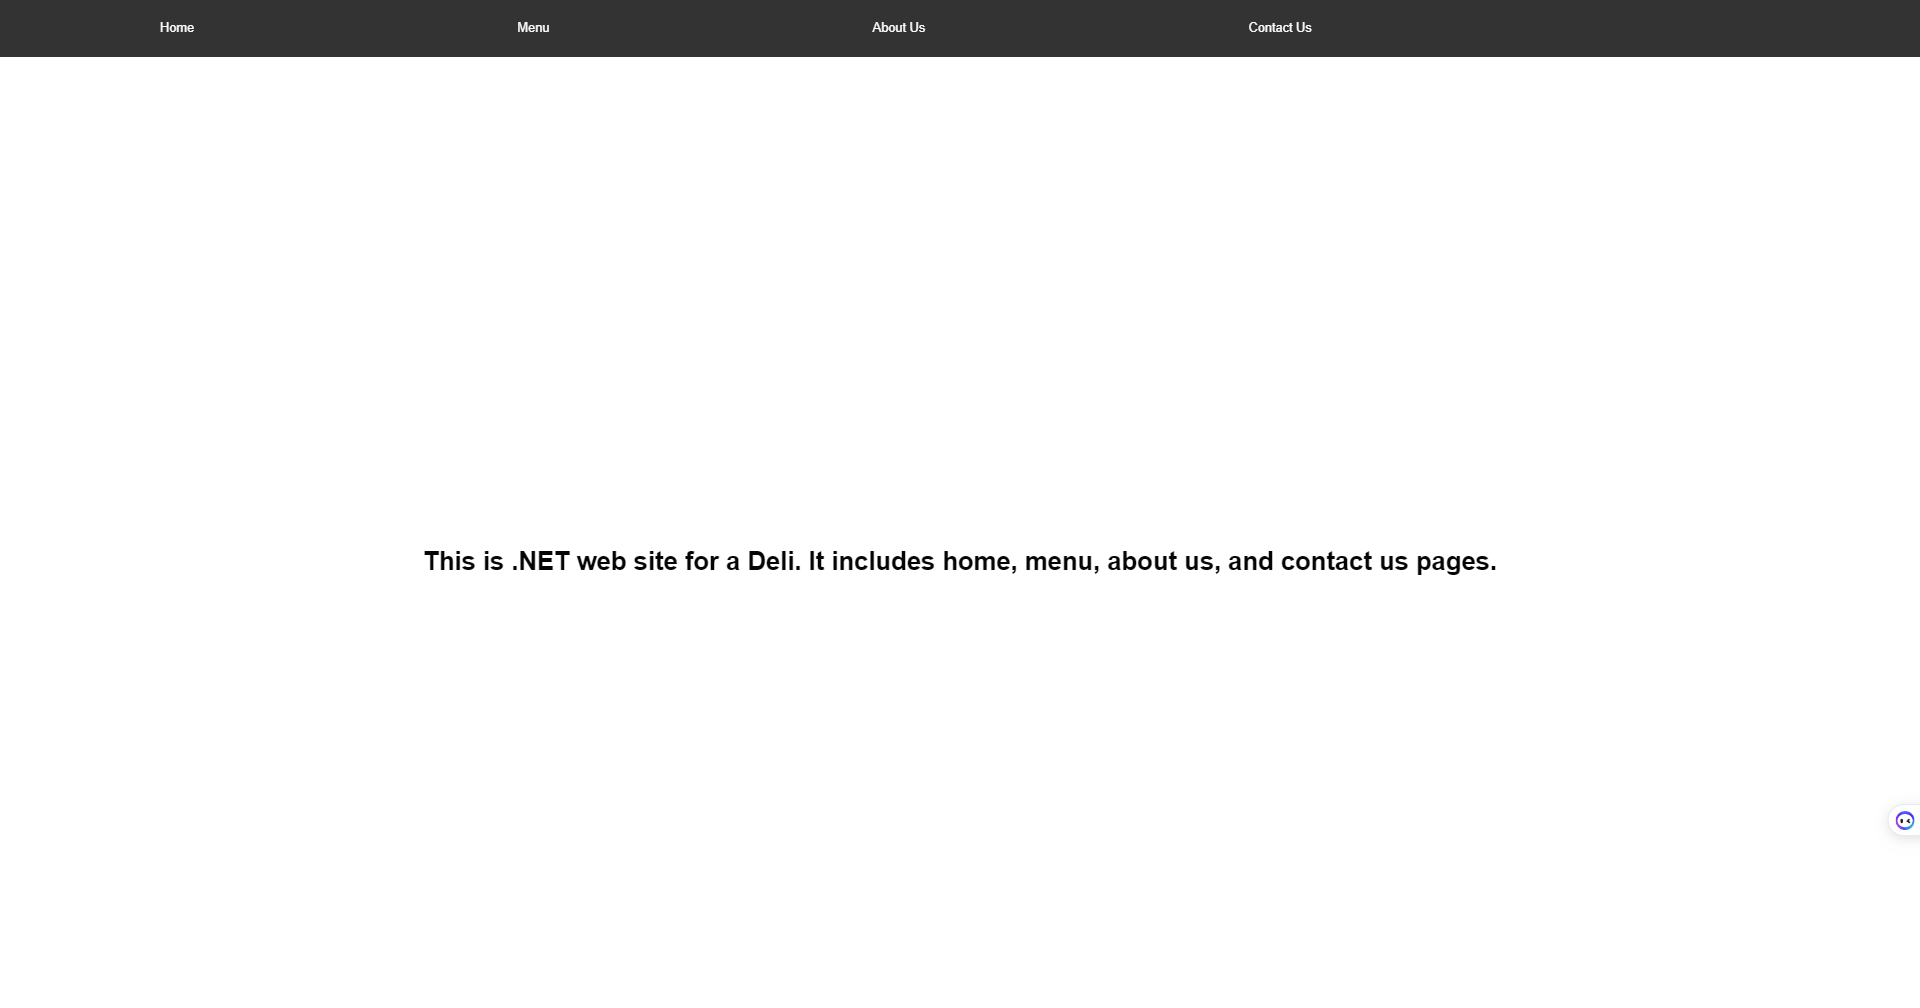 Home
Menu
About Us
Contact Us
This is .NET web site for a Deli. It includes home, menu, about us, and contact us pages.